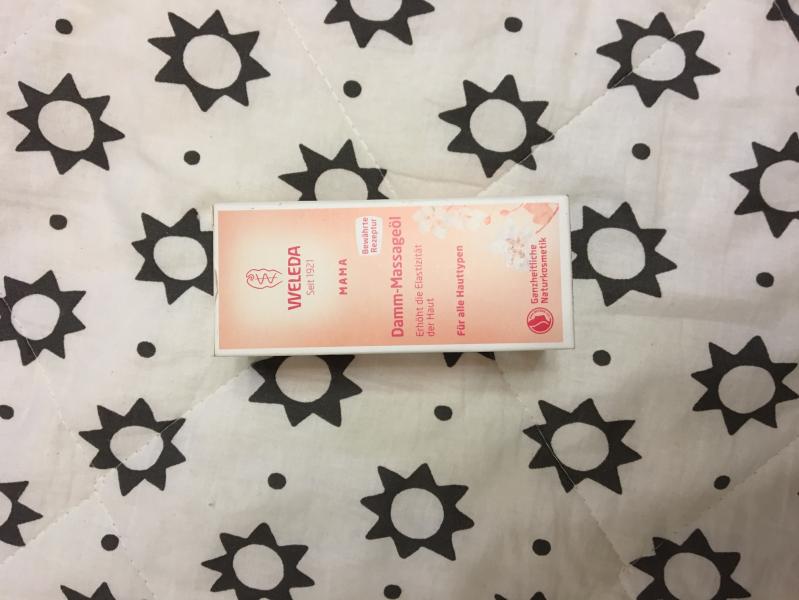 WELEDA
Seit 1921
MAMA
Bewährte
Rezeptur
Damm-Massageöl
Erhöht die Elastizität
der Haut
Für alle Hauttypen
Ganzheitliche
Naturkosmetik